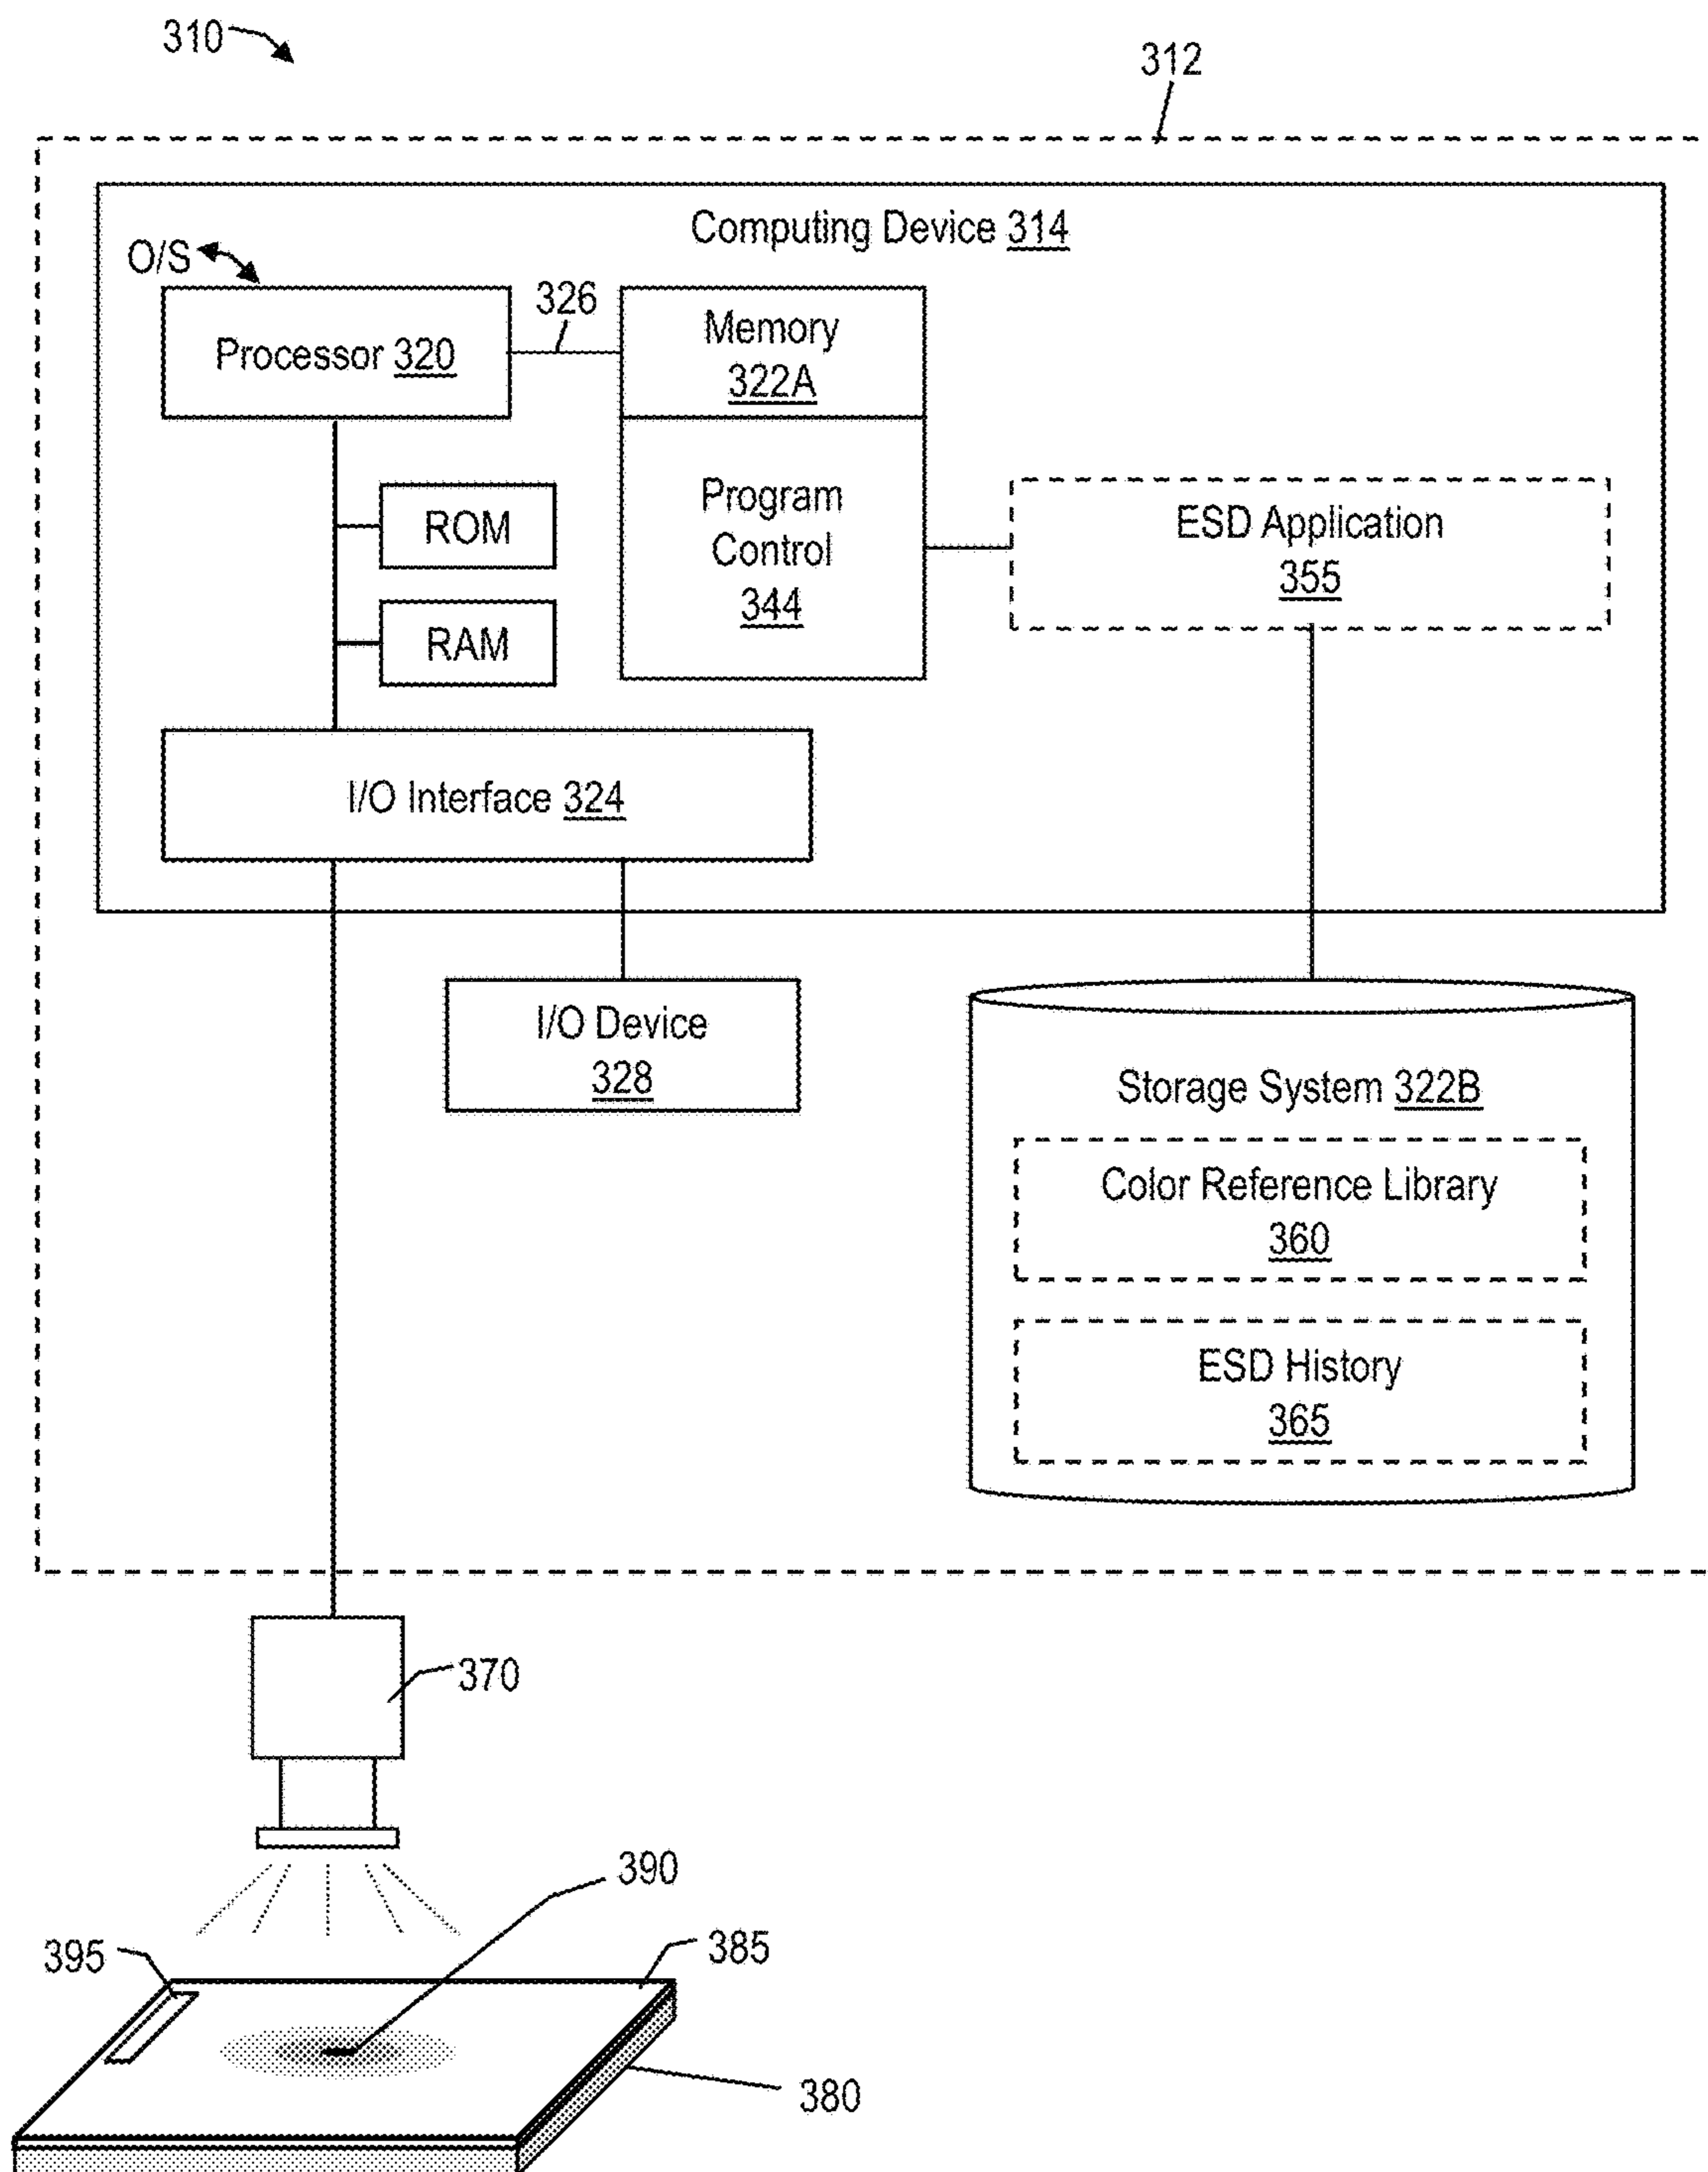 310
312
Computing Device 314
O/S
326
Processor 320
Memory
322A
Program
Control
344
ROM
RAM
ESD Application
355
I/O Interface 324
I/O Device
328
Storage System 322B
Color Reference Library
360
ESD History
365
370
390
395
385
380